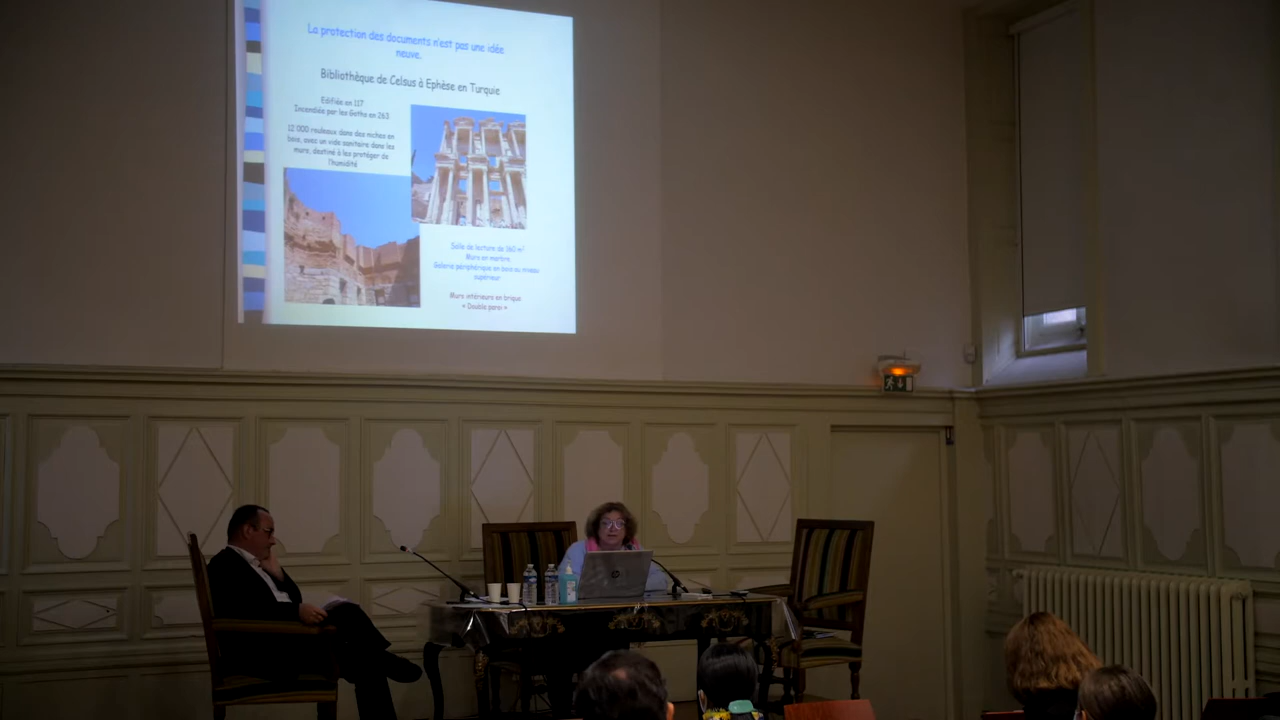 La protection des documents n'est pas une idée
neuve.
Bibliothèque de Celsus à Ephèse en Turquie
Edifiée en 117
Incendiée par les Goths en 263
12 000 rouleaux dans des niches en
bois, avec un vide sanitaire dans les
murs, destiné à les protéger de
l'humidité
Salle de lecture de 160 m²
Murs en marbre
Galerie périphérique en bois au niveau
supérieur
Murs intérieurs en brique
« Double paroi »